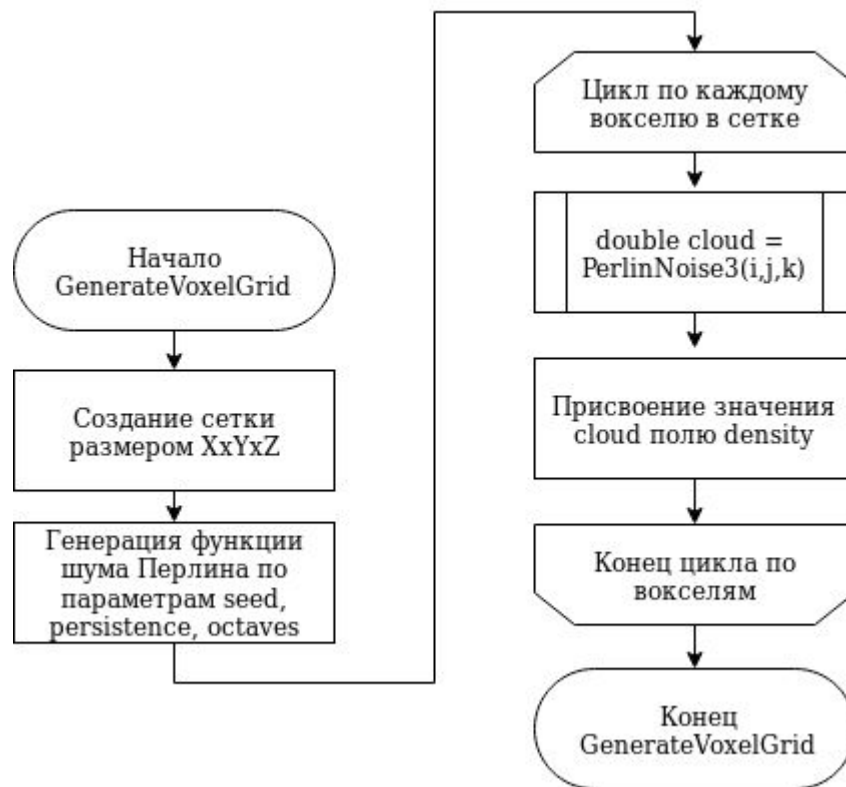 Начало
GenerateVoxelGrid
Создание сетки
размером XxYxZ
Генерация функции
шума Перлина по
параметрам seed,
persistence, octaves
Цикл по каждому
вокселю в сетке
double cloud =
PerlinNoise3(i,j,k)
Присвоение значения
cloud полю density
Конец цикла по
вокселям
Конец
GenerateVoxelGrid